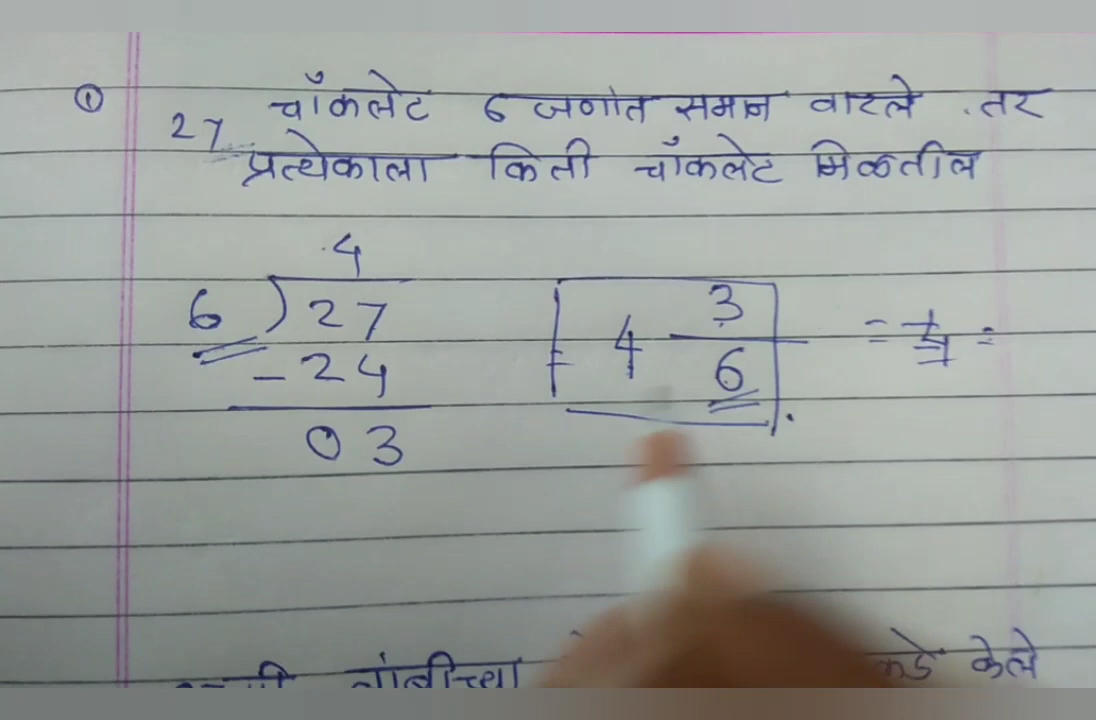 ① 27 चॉकलेट 6 जणांत समान वाटले . तर
प्रत्येकाला किती चॉकलेट मिळतील
4
6 ) 27
- 24
03
4 3/6
=
केले